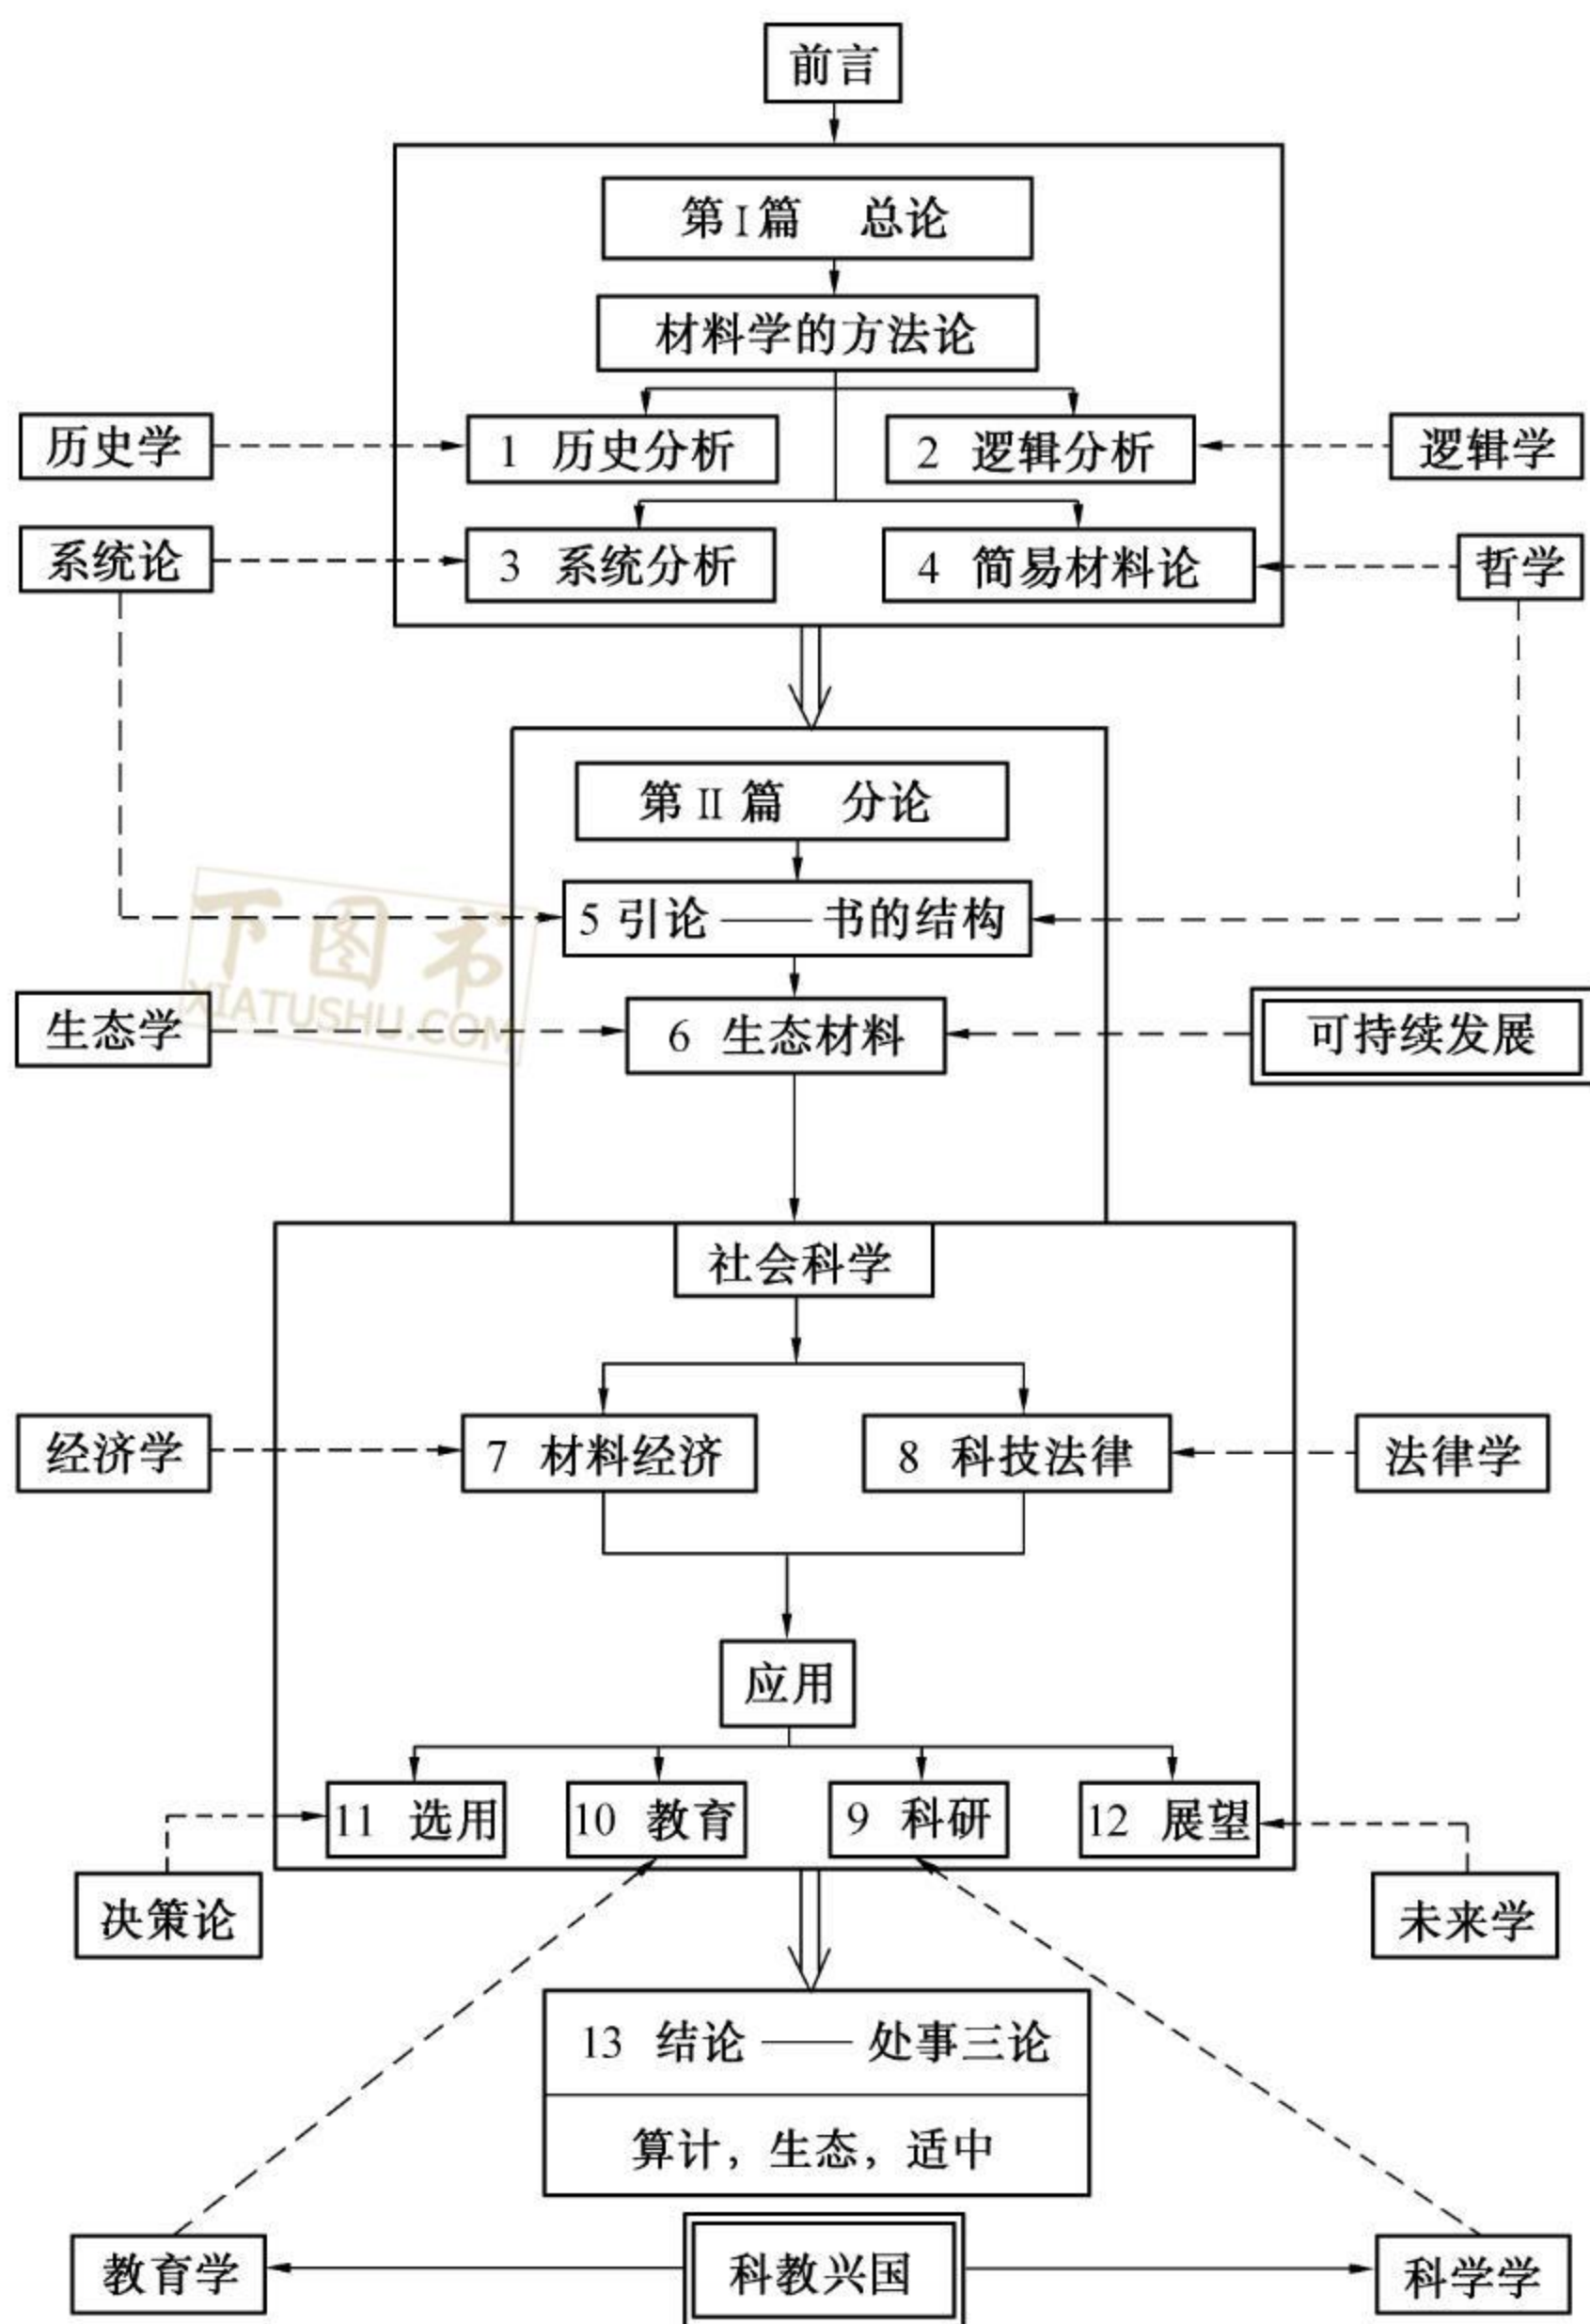 前言
第I篇 总论
材料学的方法论
历史学
1 历史分析
2 逻辑分析
逻辑学
系统论
3 系统分析
4 简易材料论
哲学
第II篇 分论
5 引论——书的结构
下图书
XIATUSHU.COM
生态学
6 生态材料
可持续发展
社会科学
经济学
7 材料经济
8 科技法律
法律学
应用
11 选用
10 教育
9 科研
12 展望
决策论
未来学
13 结论——处事三论
算计，生态，适中
教育学
科教兴国
科学学